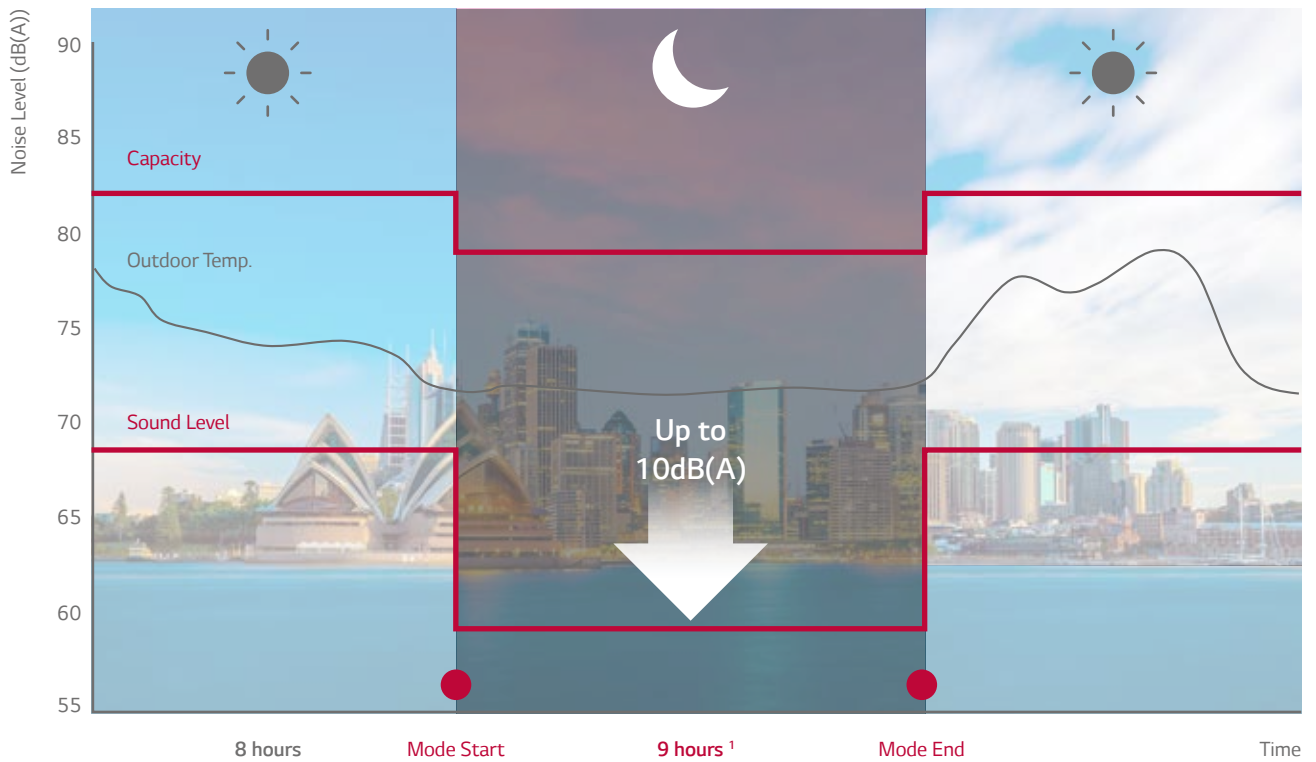 Noise Level (dB(A))
90
85
80
75
70
65
60
55
Capacity
Outdoor Temp.
Sound Level
Up to
10dB(A)
8 hours
Mode Start
9 hours ¹
Mode End
Time